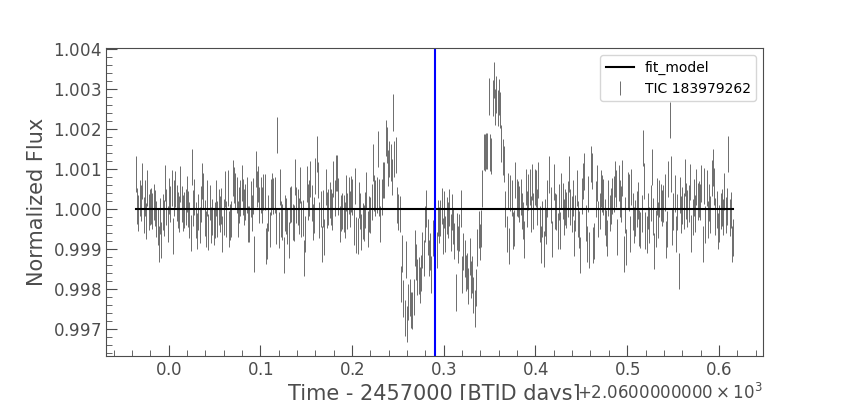 1.004
1.003
1.002
1.001
1.000
0.999
0.998
0.997
Normalized Flux
fit_model
TIC 183979262
0.0 0.1 0.2 0.3 0.4 0.5 0.6
Time - 2457000 [BTJD days]
+2.0600000000 × 10³